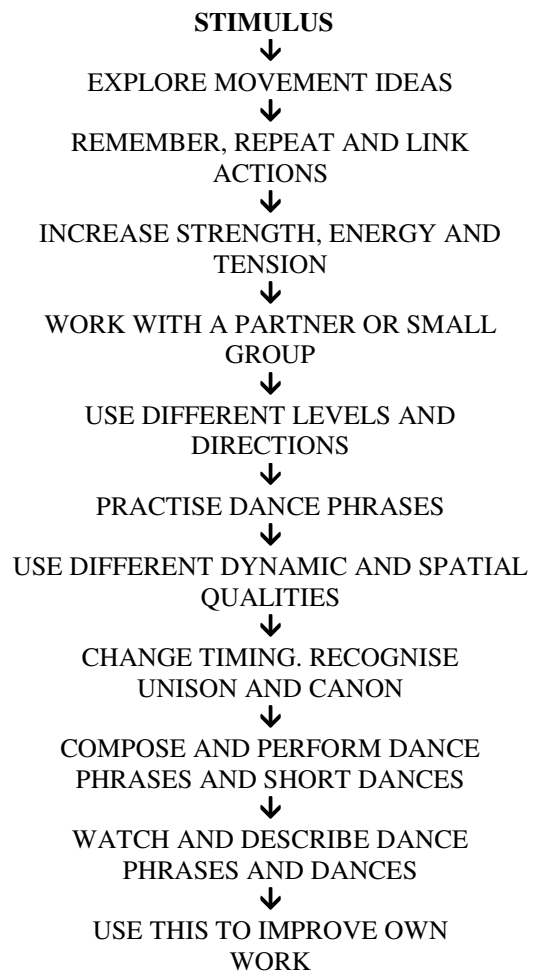 STIMULUS
EXPLORE MOVEMENT IDEAS
REMEMBER, REPEAT AND LINK
ACTIONS
INCREASE STRENGTH, ENERGY AND
TENSION
WORK WITH A PARTNER OR SMALL
GROUP
USE DIFFERENT LEVELS AND
DIRECTIONS
PRACTISE DANCE PHRASES
USE DIFFERENT DYNAMIC AND SPATIAL
QUALITIES
CHANGE TIMING. RECOGNISE
UNISON AND CANON
COMPOSE AND PERFORM DANCE
PHRASES AND SHORT DANCES
WATCH AND DESCRIBE DANCE
PHRASES AND DANCES
USE THIS TO IMPROVE OWN
WORK